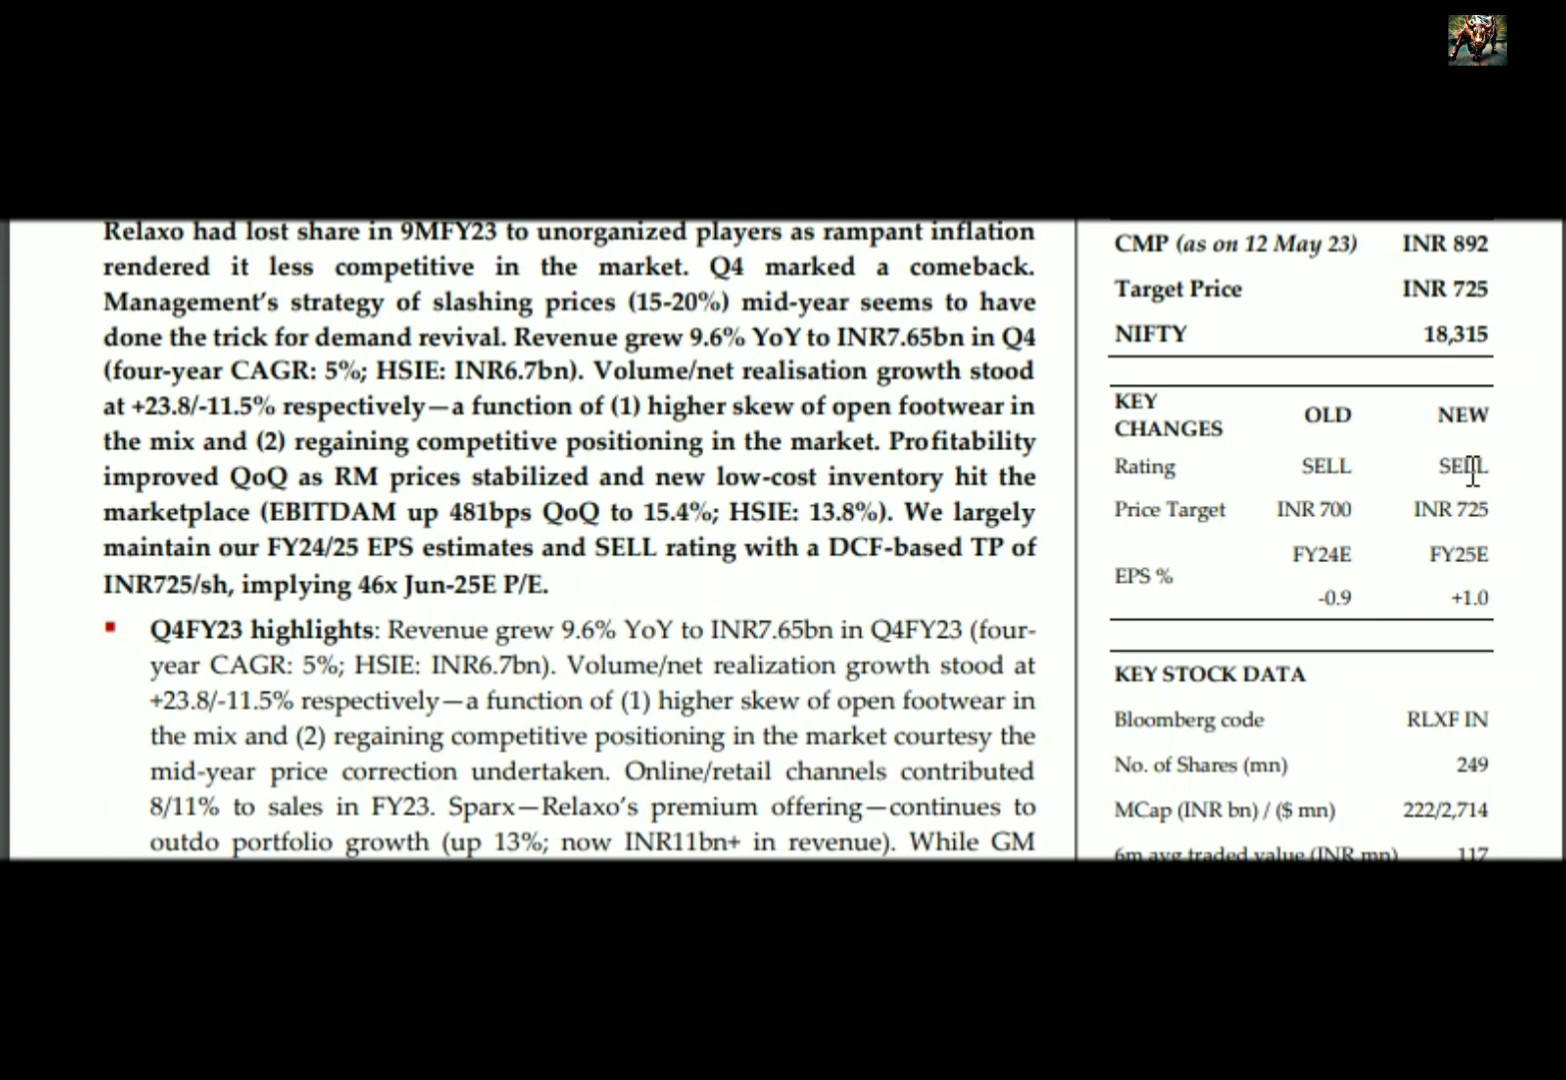 Relaxo had lost share in 9MFY23 to unorganized players as rampant inflation
rendered it less competitive in the market. Q4 marked a comeback.
Management's strategy of slashing prices (15-20%) mid-year seems to have
done the trick for demand revival. Revenue grew 9.6% YoY to INR7.65bn in Q4
(four-year CAGR: 5%; HSIE: INR6.7bn). Volume/net realisation growth stood
at +23.8/-11.5% respectively—a function of (1) higher skew of open footwear in
the mix and (2) regaining competitive positioning in the market. Profitability
improved QoQ as RM prices stabilized and new low-cost inventory hit the
marketplace (EBITDAM up 481bps QoQ to 15.4%; HSIE: 13.8%). We largely
maintain our FY24/25 EPS estimates and SELL rating with a DCF-based TP of
INR725/sh, implying 46x Jun-25E P/E.
▪ Q4FY23 highlights: Revenue grew 9.6% YoY to INR7.65bn in Q4FY23 (four-
year CAGR: 5%; HSIE: INR6.7bn). Volume/net realization growth stood at
+23.8/-11.5% respectively—a function of (1) higher skew of open footwear in
the mix and (2) regaining competitive positioning in the market courtesy the
mid-year price correction undertaken. Online/retail channels contributed
8/11% to sales in FY23. Sparx—Relaxo's premium offering—continues to
outdo portfolio growth (up 13%; now INR11bn+ in revenue). While GM
CMP (as on 12 May 23) INR 892
Target Price INR 725
NIFTY 18,315
KEY CHANGES OLD NEW
Rating SELL SELL
Price Target INR 700 INR 725
EPS % FY24E FY25E
-0.9 +1.0
KEY STOCK DATA
Bloomberg code RLXF IN
No. of Shares (mn) 249
MCap (INR bn) / ($ mn) 222/2,714
6m avg traded value (INR mn) 117